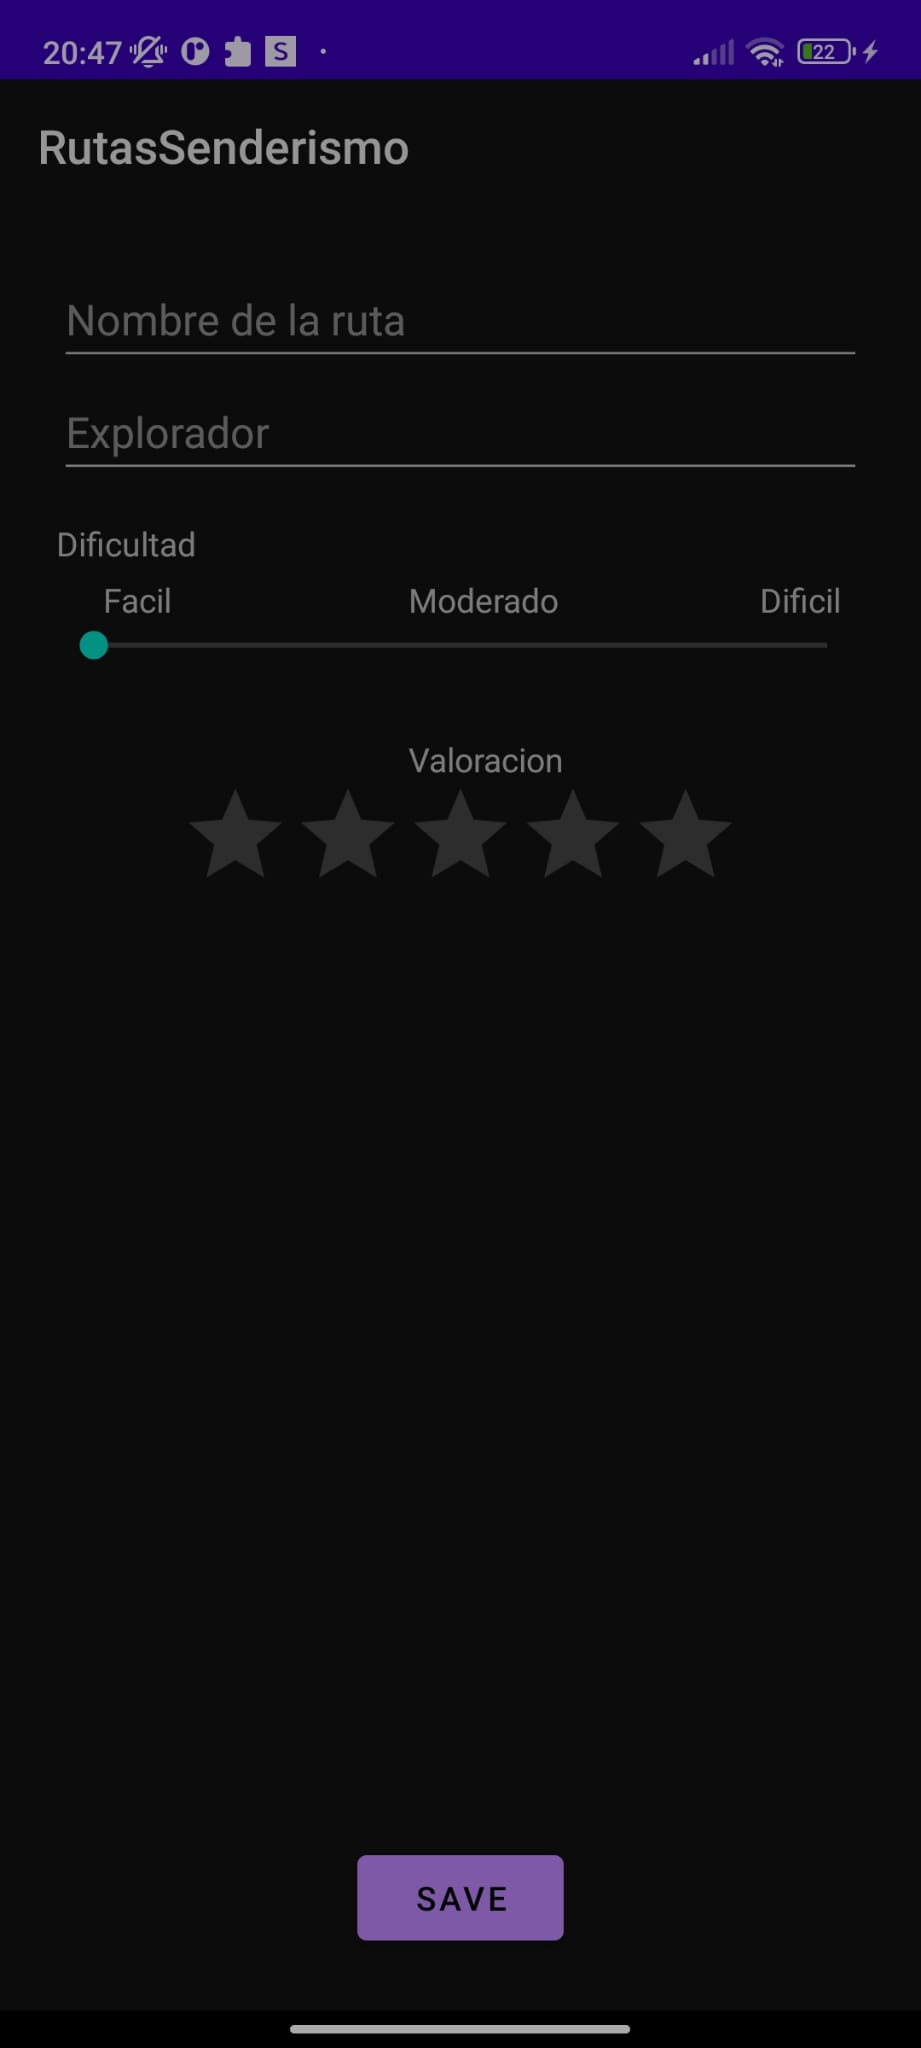 20:47 S 22
RutasSenderismo
Nombre de la ruta
Explorador
Dificultad
Facil Moderado Dificil
Valoracion
SAVE